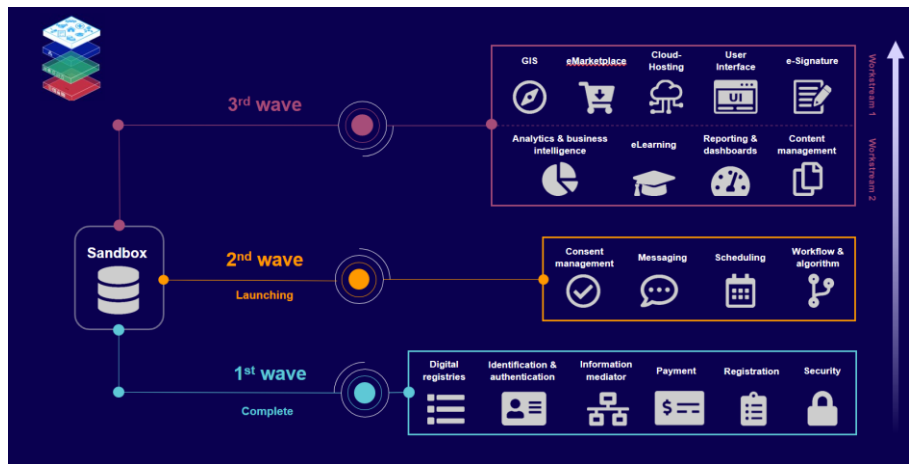 GIS
eMarketplace
Cloud-
Hosting
User
Interface
e-Signature
UI
Workstream 1
3rd wave
Analytics & business
intelligence
eLearning
Reporting &
dashboards
Content
management
Workstream 2
Sandbox
2nd wave
Launching
Consent
management
Messaging
Scheduling
Workflow &
algorithm
1st wave
Complete
Digital
registries
Identification &
authentication
Information
mediator
Payment
Registration
Security
$